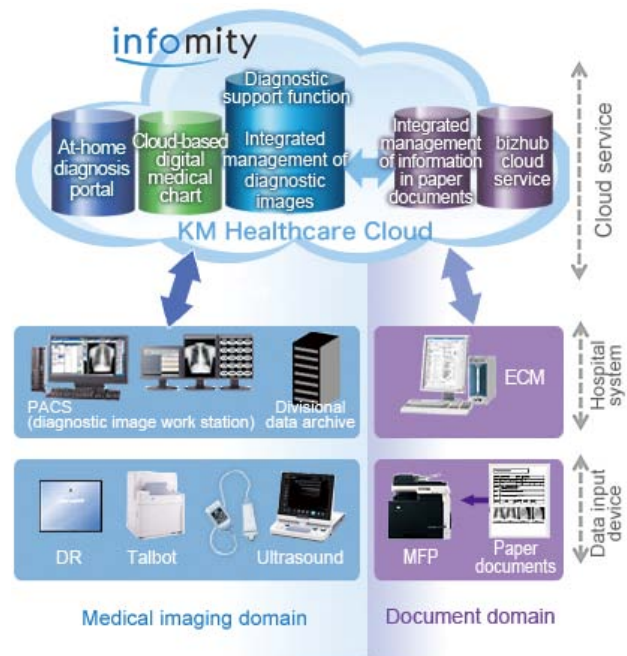 infomity
Diagnostic
support function
At-home
diagnosis
portal
Cloud-based
digital
medical
chart
Integrated
management of
diagnostic
images
Integrated
management
of information
in paper
documents
bizhub
cloud
service
KM Healthcare Cloud
Cloud service
PACS
(diagnostic image work station)
Divisional
data archive
ECM
Hospital
system
DR
Talbot
Ultrasound
MFP
Paper
documents
Data input
device
Medical imaging domain
Document domain